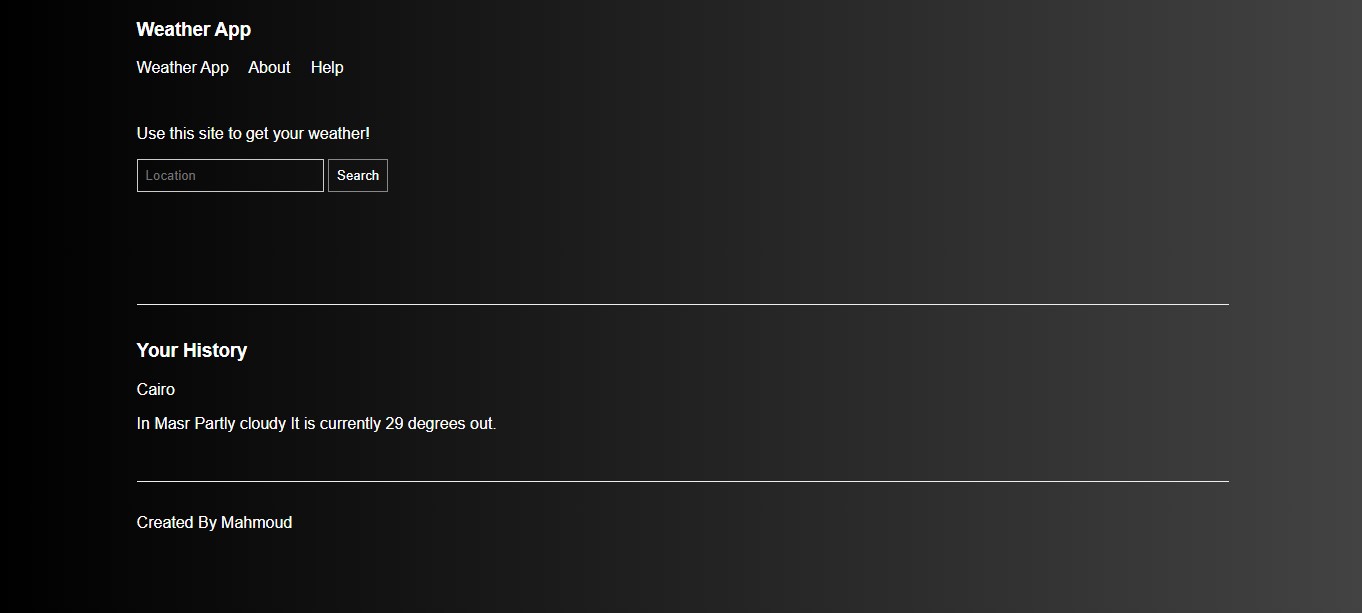 Weather App
Weather App About Help
Use this site to get your weather!
Location Search
Your History
Cairo
In Masr Partly cloudy It is currently 29 degrees out.
Created By Mahmoud